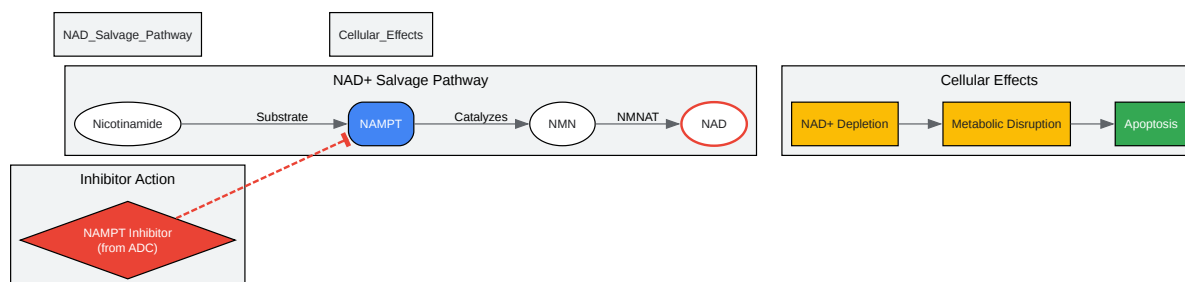 NAD_Salvage_Pathway
Cellular_Effects
NAD+ Salvage Pathway
Nicotinamide
Substrate
NAMPT
Catalyzes
NMN
NMNAT
NAD
Cellular Effects
NAD+ Depletion
Metabolic Disruption
Apoptosis
Inhibitor Action
NAMPT Inhibitor
(from ADC)